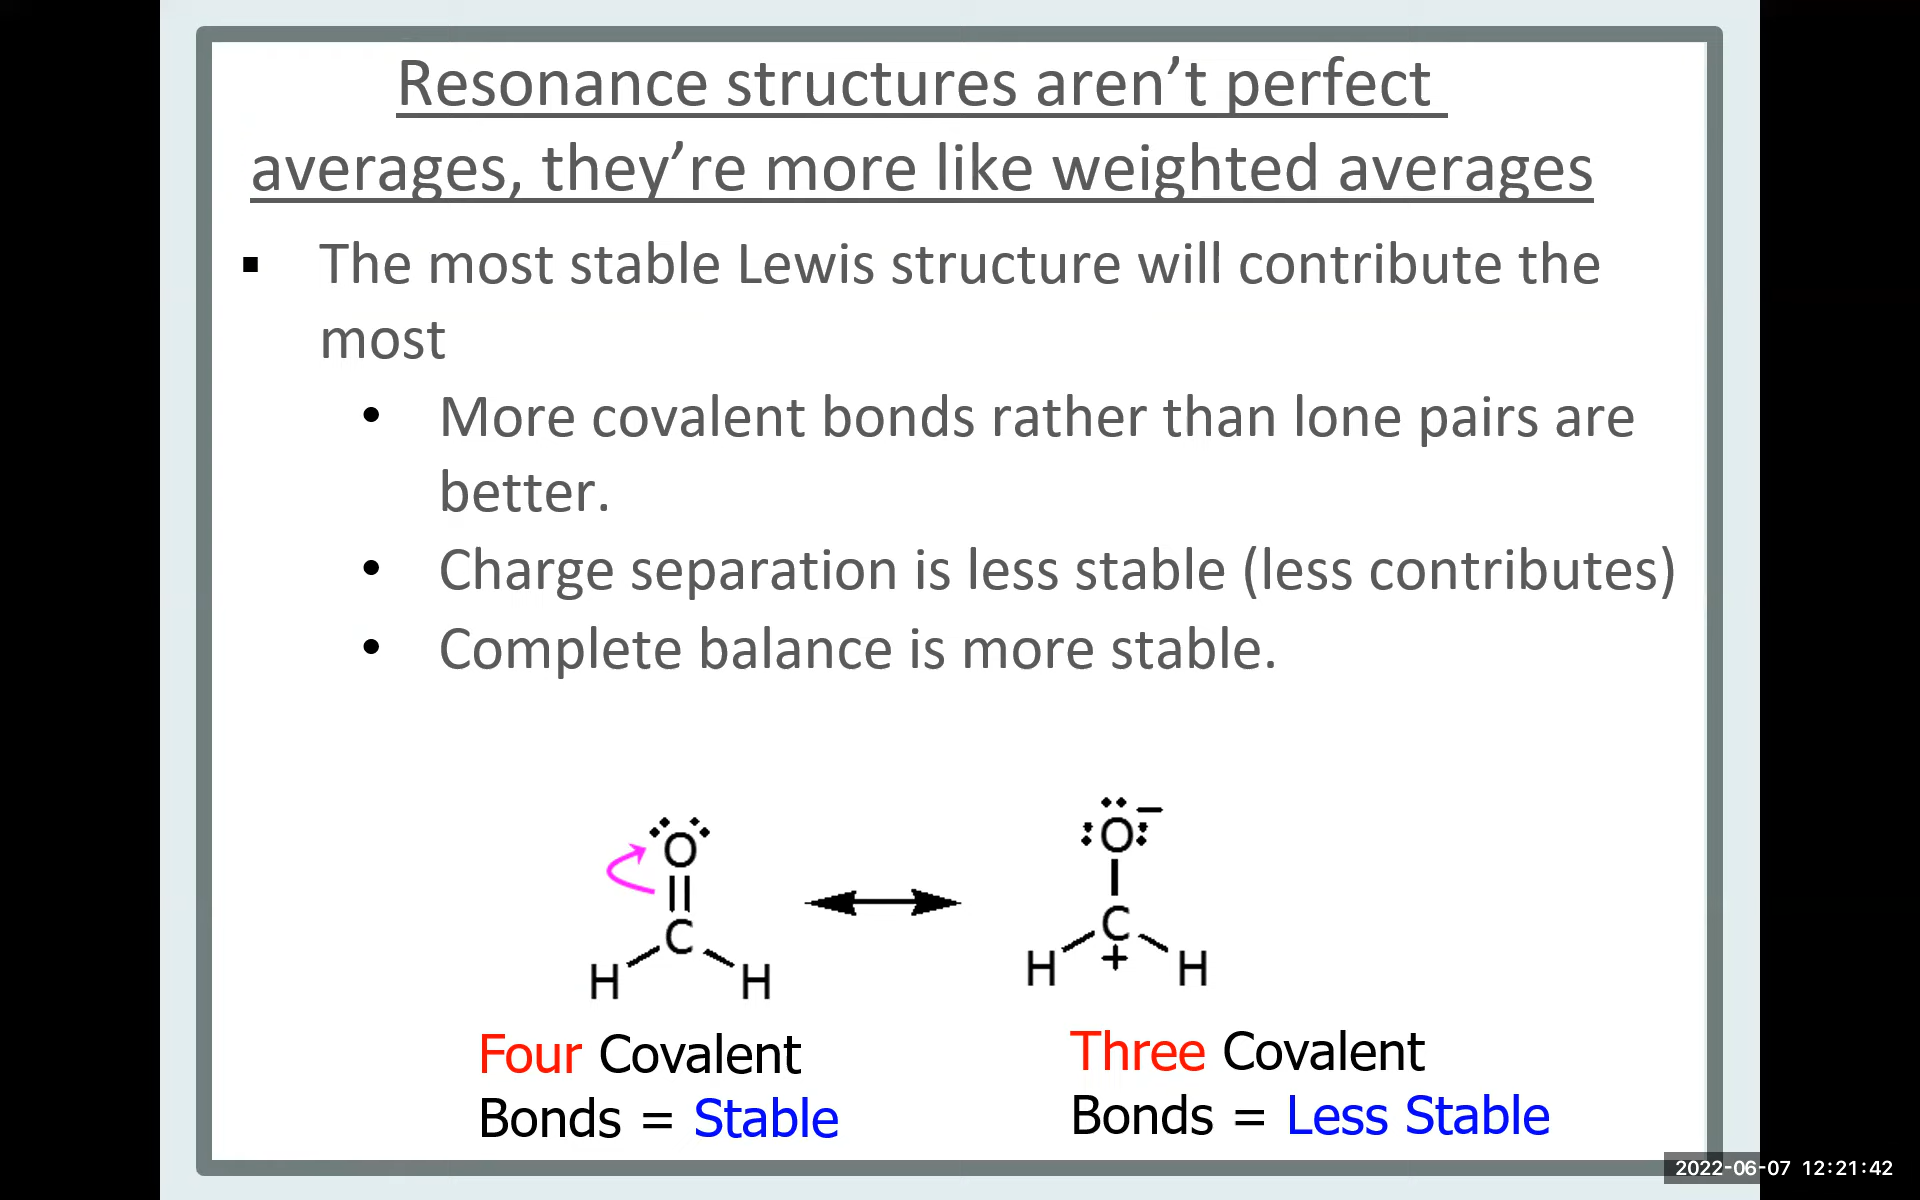 Resonance structures aren’t perfect
averages, they’re more like weighted averages
▪ The most stable Lewis structure will contribute the
most
• More covalent bonds rather than lone pairs are
better.
• Charge separation is less stable (less contributes)
• Complete balance is more stable.
O
C
H H
O −
C
H + H
Four Covalent
Bonds = Stable
Three Covalent
Bonds = Less Stable
2022-06-07 12:21:42